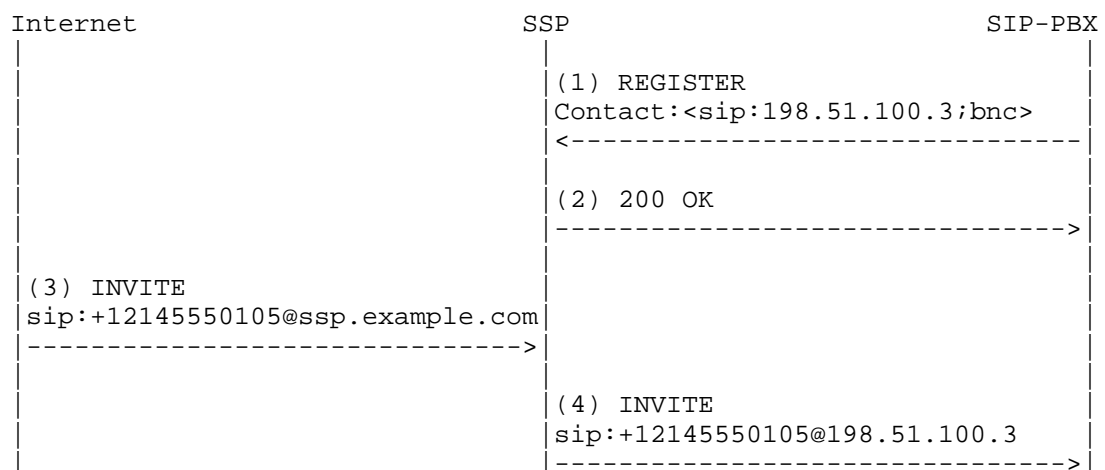 Internet SSP SIP-PBX
(1) REGISTER
Contact:<sip:198.51.100.3;bnc>
(2) 200 OK
(3) INVITE
sip:+12145550105@ssp.example.com
(4) INVITE
sip:+12145550105@198.51.100.3